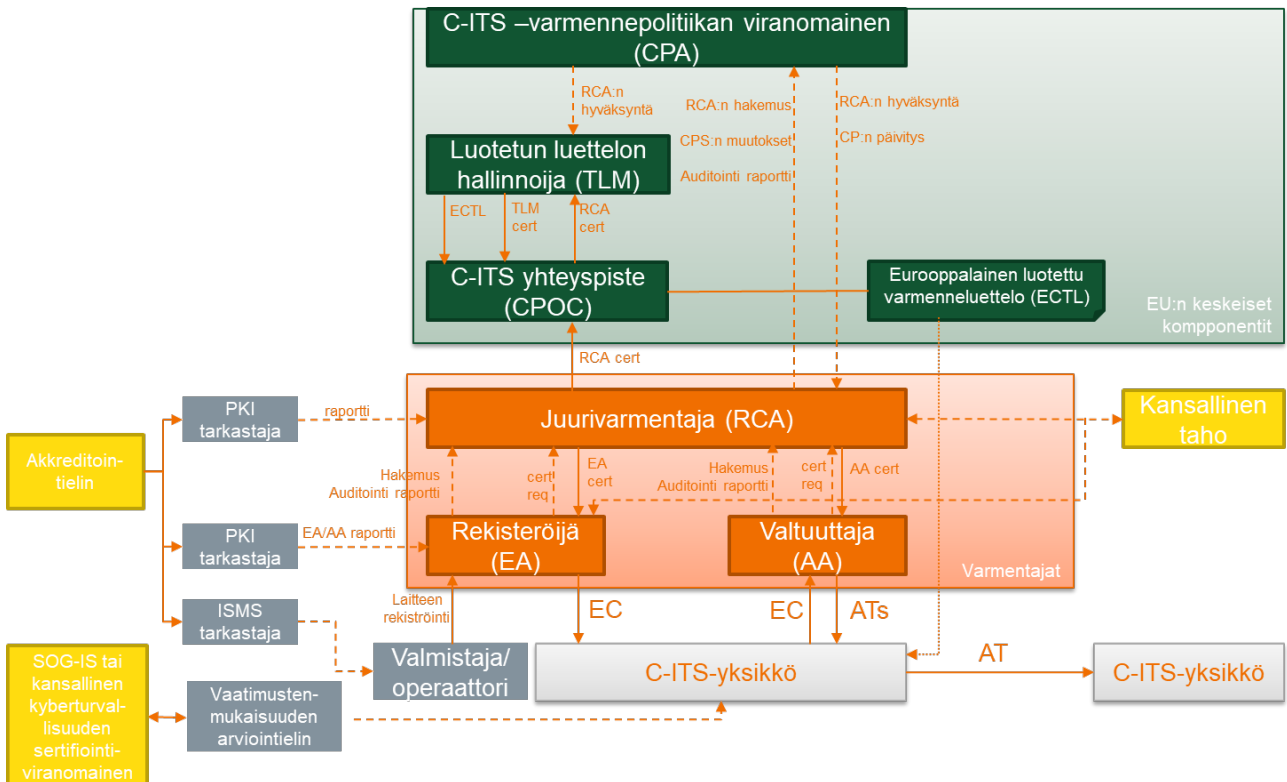 C-ITS –varmennepolitiikan viranomainen
(CPA)
RCA:n
hyväksyntä
RCA:n hakemus
CPS:n muutokset
Auditointi raportti
RCA:n hyväksyntä
CP:n päivitys
Luotetun luettelon
hallinnoija (TLM)
ECTL
TLM
cert
RCA
cert
C-ITS yhteyspiste
(CPOC)
Eurooppalainen luotettu
varmenneluettelo (ECTL)
EU:n keskeiset
kompponentit
RCA cert
PKI
tarkastaja
raportti
Juurivarmentaja (RCA)
Kansallinen
taho
Akkreditoin-
tielin
Hakemus
Auditointi raportti
cert
req
EA
cert
Hakemus
Auditointi raportti
cert
req
AA cert
PKI
tarkastaja
EA/AA raportti
Rekisteröijä
(EA)
Valtuuttaja
(AA)
Varmentajat
ISMS
tarkastaja
Laitteen
rekiströinti
EC
EC
ATs
Valmistaja/
operaattori
C-ITS-yksikkö
AT
C-ITS-yksikkö
SOG-IS tai
kansallinen
kyberturval-
lisuuden
sertifiointi-
viranomainen
Vaatimusten-
mukaisuuden
arviointielin